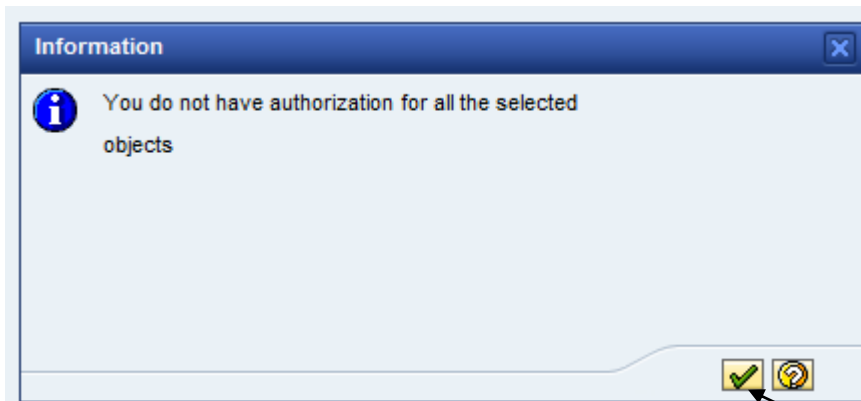 Information
You do not have authorization for all the selected
objects